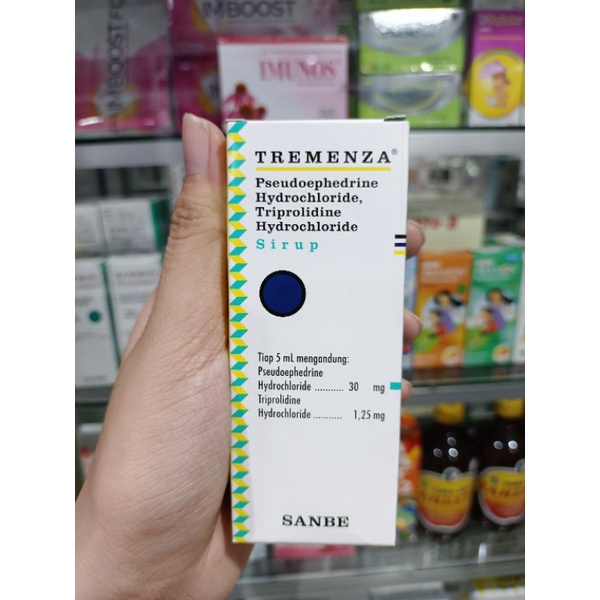 IMBOOST
IMUNOS
TREMENZA®
Pseudoephedrine
Hydrochloride,
Triprolidine
Hydrochloride
Sirup
Tiap 5 mL mengandung:
Pseudoephedrine
Hydrochloride ........... 30 mg
Triprolidine
Hydrochloride ........... 1,25 mg
SANBE